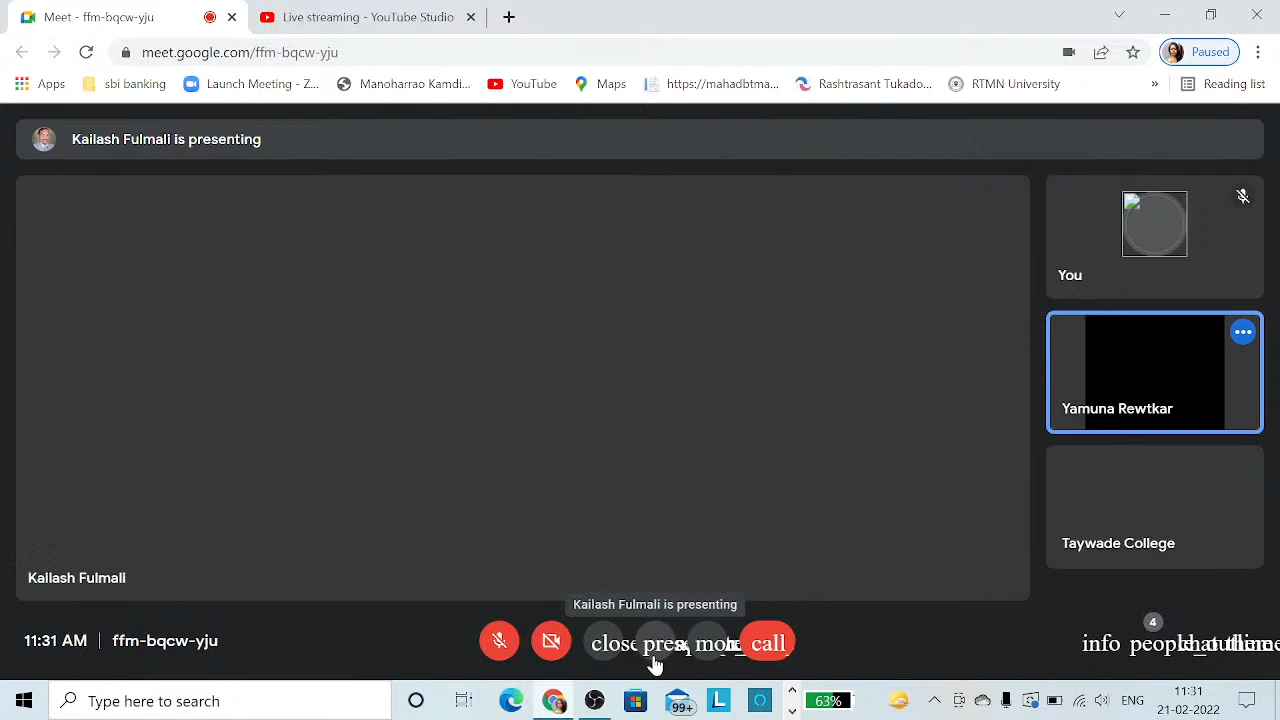 Meet - ffm-bqcw-yju
Live streaming - YouTube Studio
meet.google.com/ffm-bqcw-yju
Paused
Apps
sbi banking
Launch Meeting - Z...
Manoharrao Kamdi...
YouTube
Maps
https://mahadbtma...
Rashtrasant Tukado...
RTMN University
»
Reading list
Kailash Fulmali is presenting
You
Yamuna Rewtkar
Taywade College
Kailash Fulmali
Kailash Fulmali is presenting
11:31 AM | ffm-bqcw-yju
call
info
4
Type here to search
99+
L
63%
ENG
11:31
21-02-2022